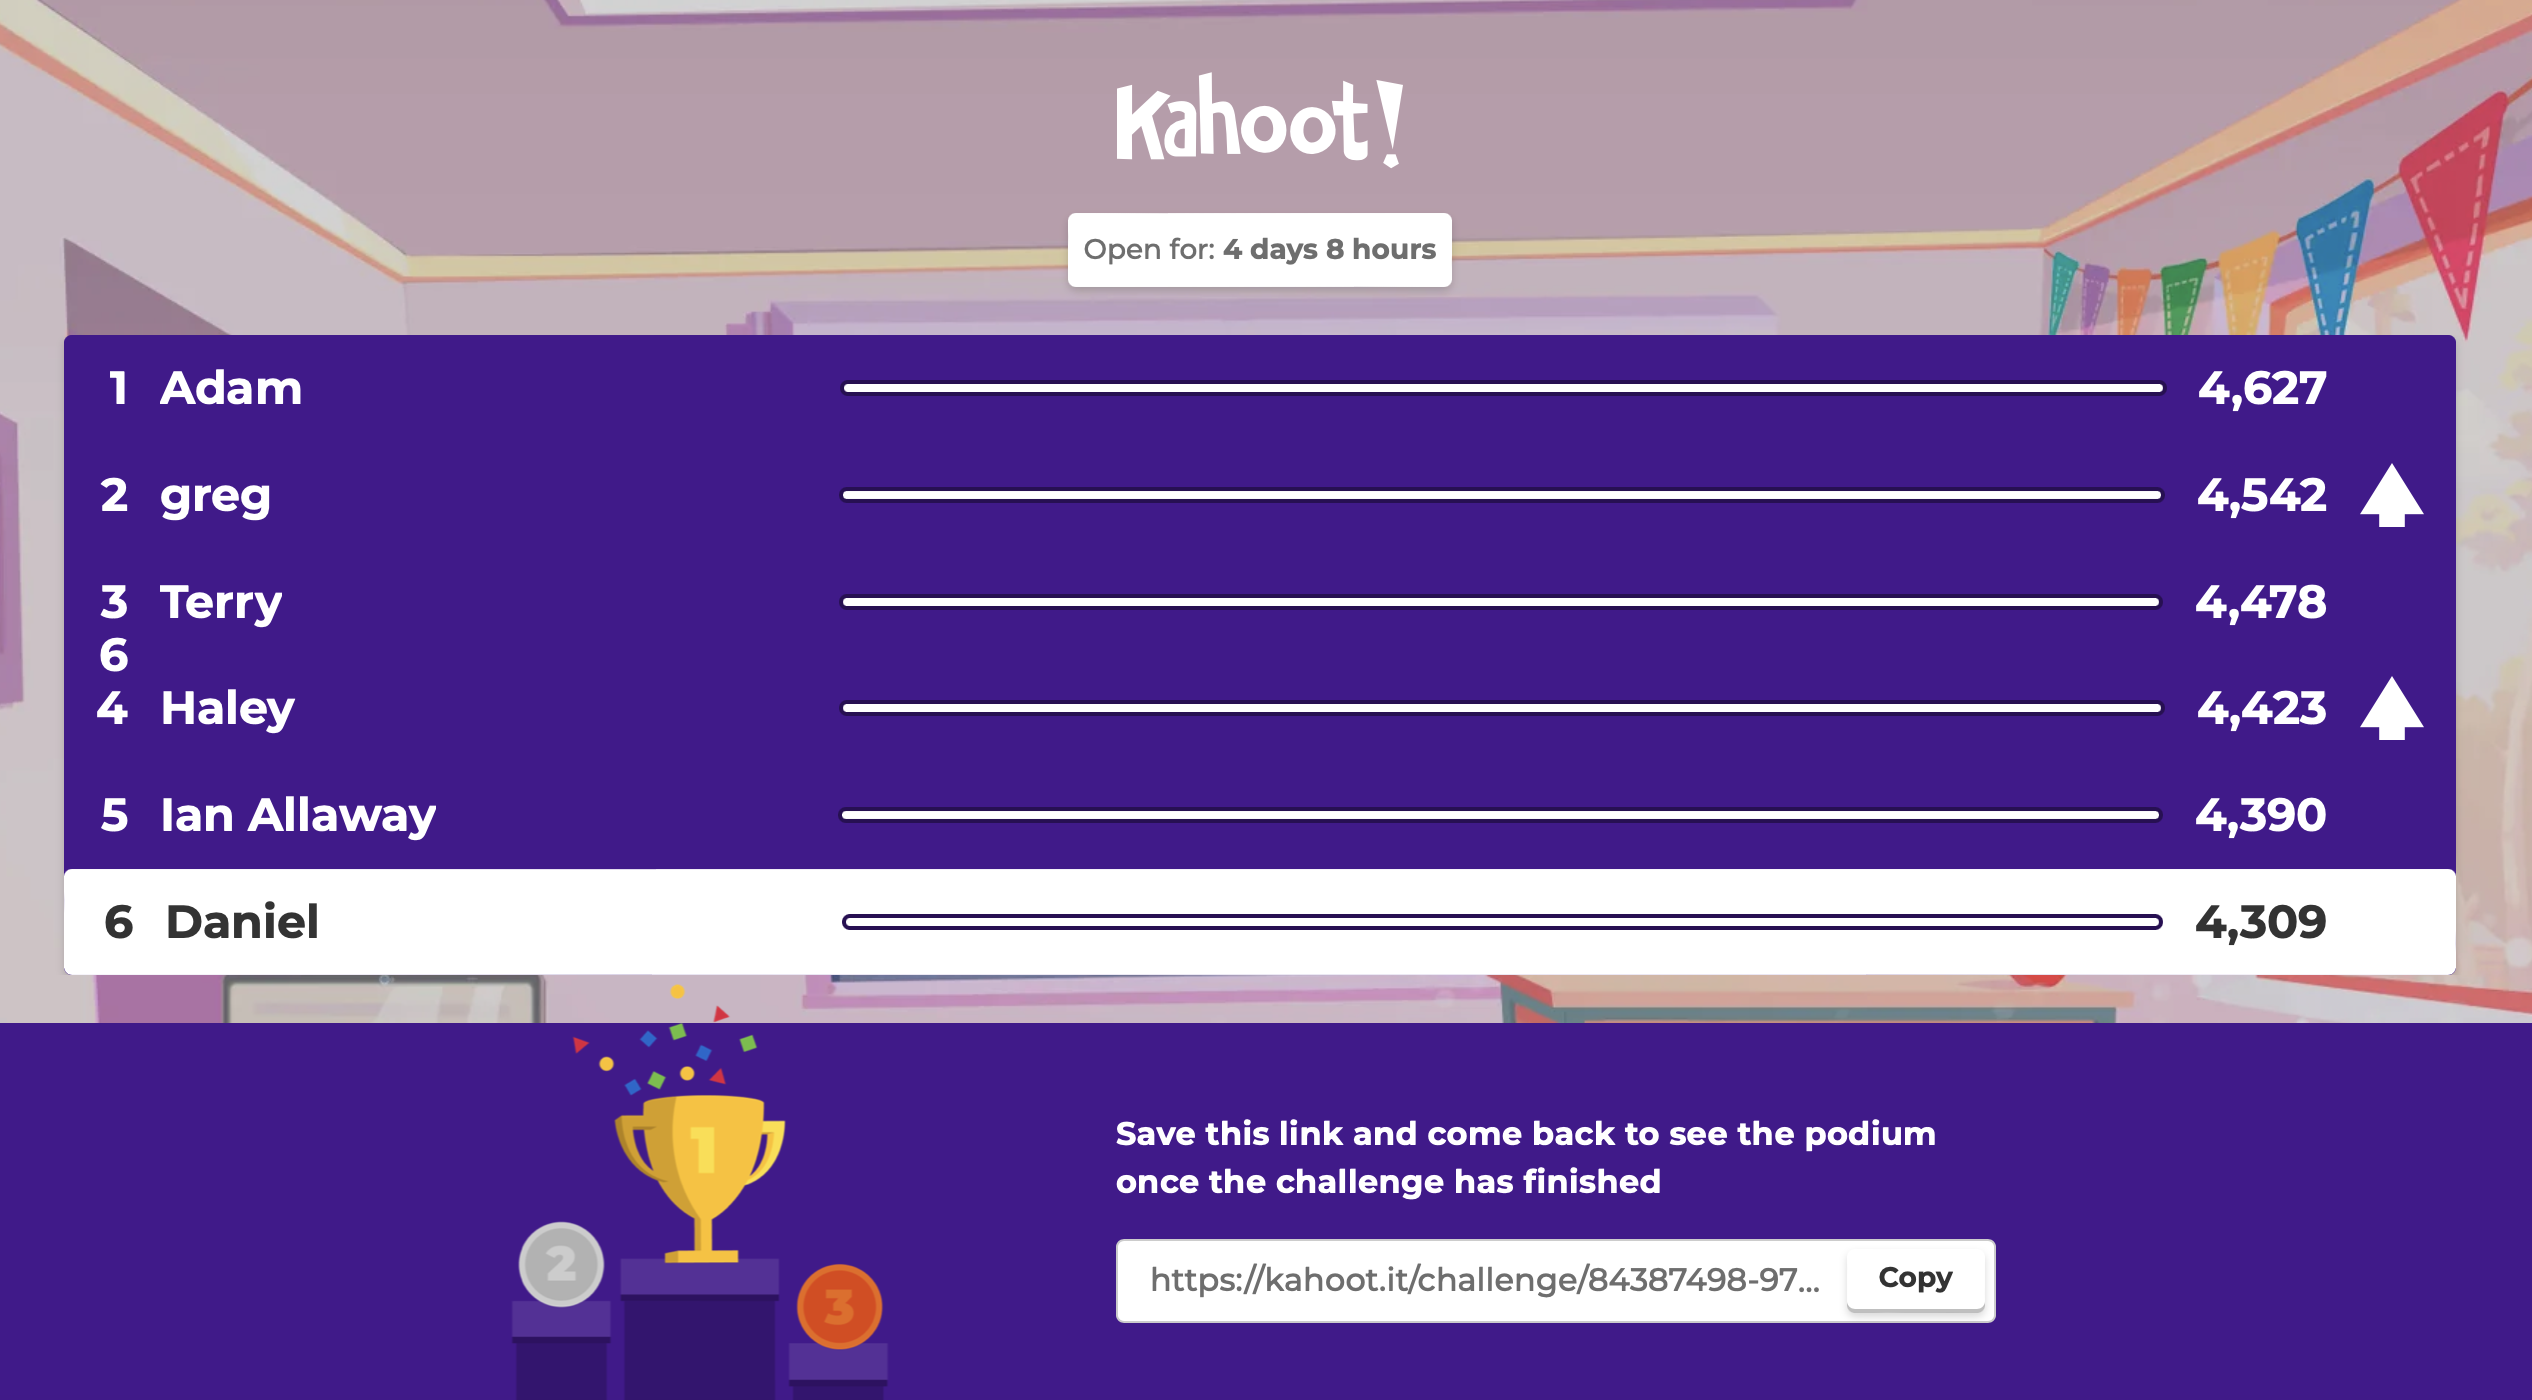 Kahoot!
Open for: 4 days 8 hours
1 Adam 4,627
2 greg 4,542
3 Terry 4,478
6
4 Haley 4,423
5 Ian Allaway 4,390
6 Daniel 4,309
1
2
3
Save this link and come back to see the podium
once the challenge has finished
https://kahoot.it/challenge/84387498-97... Copy